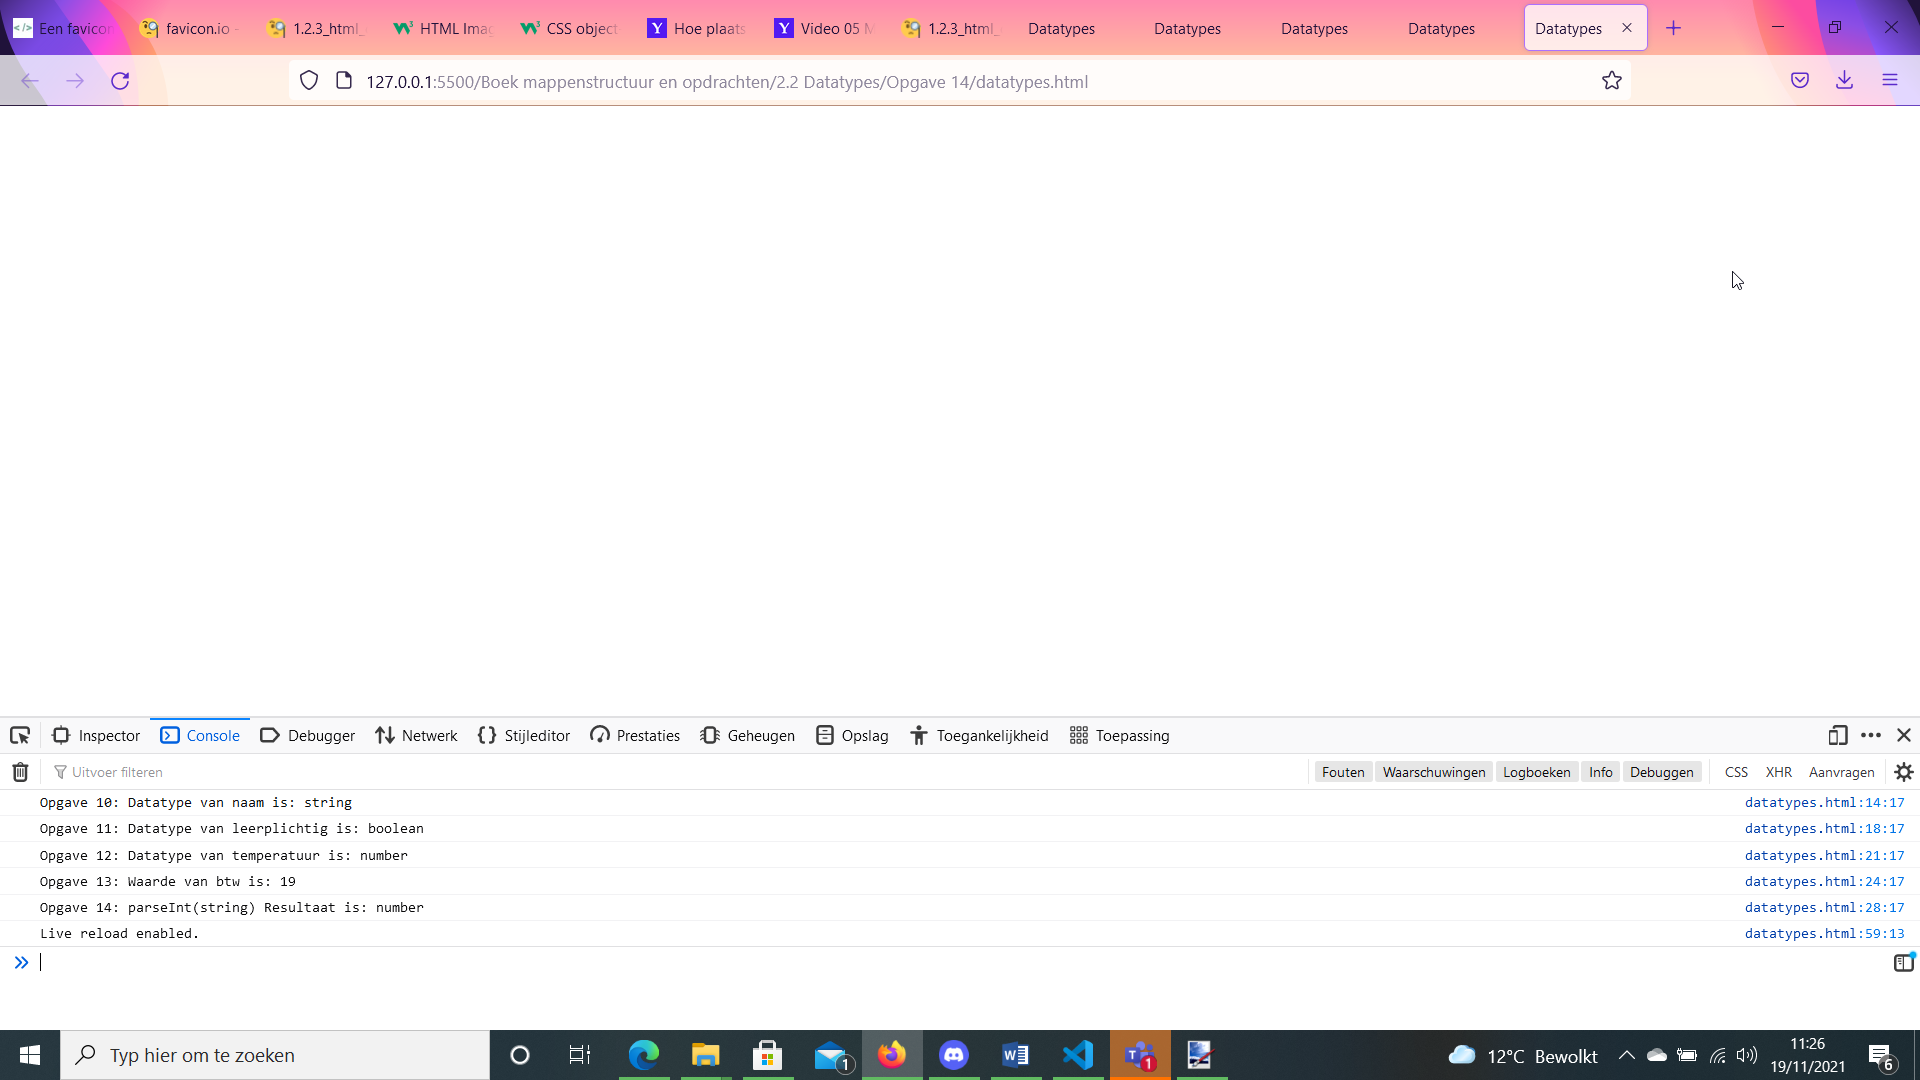 Een favicon
favicon.io -
1.2.3_html_
HTML Imag
CSS object
Hoe plaats
Video 05 M
1.2.3_html_
Datatypes
Datatypes
Datatypes
Datatypes
Datatypes
127.0.0.1:5500/Boek mappenstructuur en opdrachten/2.2 Datatypes/Opgave 14/datatypes.html
Inspector
Console
Debugger
Netwerk
Stijleditor
Prestaties
Geheugen
Opslag
Toegankelijkheid
Toepassing
Uitvoer filteren
Fouten
Waarschuwingen
Logboeken
Info
Debuggen
CSS
XHR
Aanvragen
Opgave 10: Datatype van naam is: string
datatypes.html:14:17
Opgave 11: Datatype van leerplichtig is: boolean
datatypes.html:18:17
Opgave 12: Datatype van temperatuur is: number
datatypes.html:21:17
Opgave 13: Waarde van btw is: 19
datatypes.html:24:17
Opgave 14: parseInt(string) Resultaat is: number
datatypes.html:28:17
Live reload enabled.
datatypes.html:59:13
Typ hier om te zoeken
1
1
12°C Bewolkt
11:26
19/11/2021
6